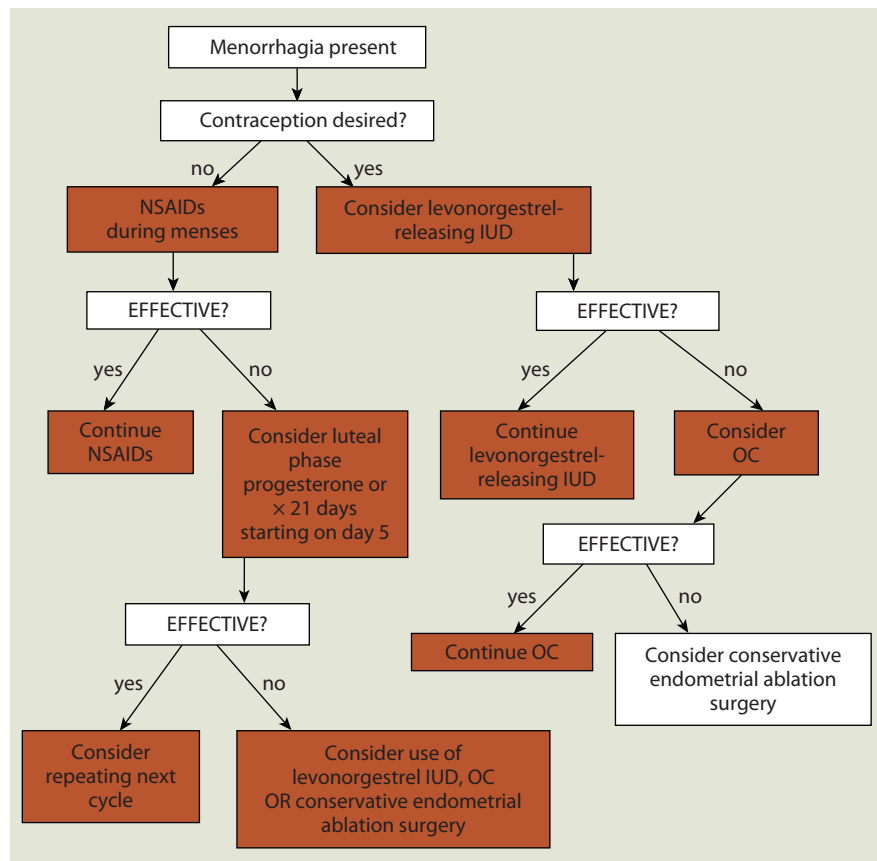 Menorrhagia present
Contraception desired?
no
yes
NSAIDs
during menses
Consider levonorgestrel-
releasing IUD
EFFECTIVE?
EFFECTIVE?
yes
no
yes
no
Continue
NSAIDs
Consider luteal
phase
progesterone or
× 21 days
starting on day 5
Continue
levonorgestrel-
releasing IUD
Consider
OC
EFFECTIVE?
yes
no
EFFECTIVE?
Continue OC
Consider conservative
endometrial ablation
surgery
yes
no
Consider
repeating next
cycle
Consider use of
levonorgestrel IUD, OC
OR conservative endometrial
ablation surgery